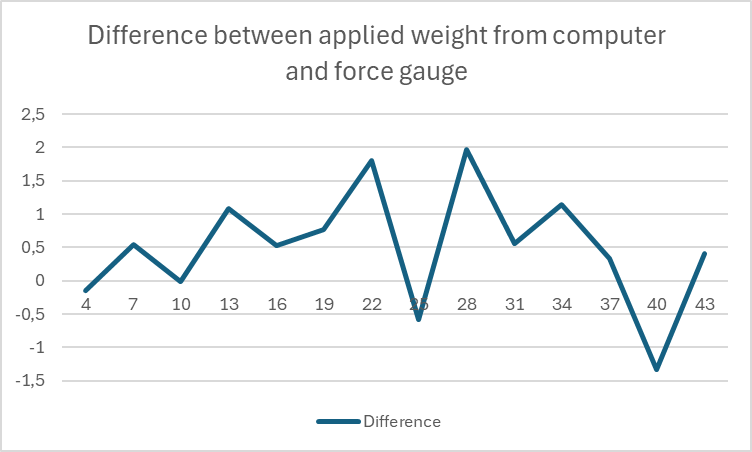 Difference between applied weight from computer
and force gauge
2,5
2
1,5
1
0,5
0
-0,5
-1
-1,5
4 7 10 13 16 19 22 25 28 31 34 37 40 43
Difference